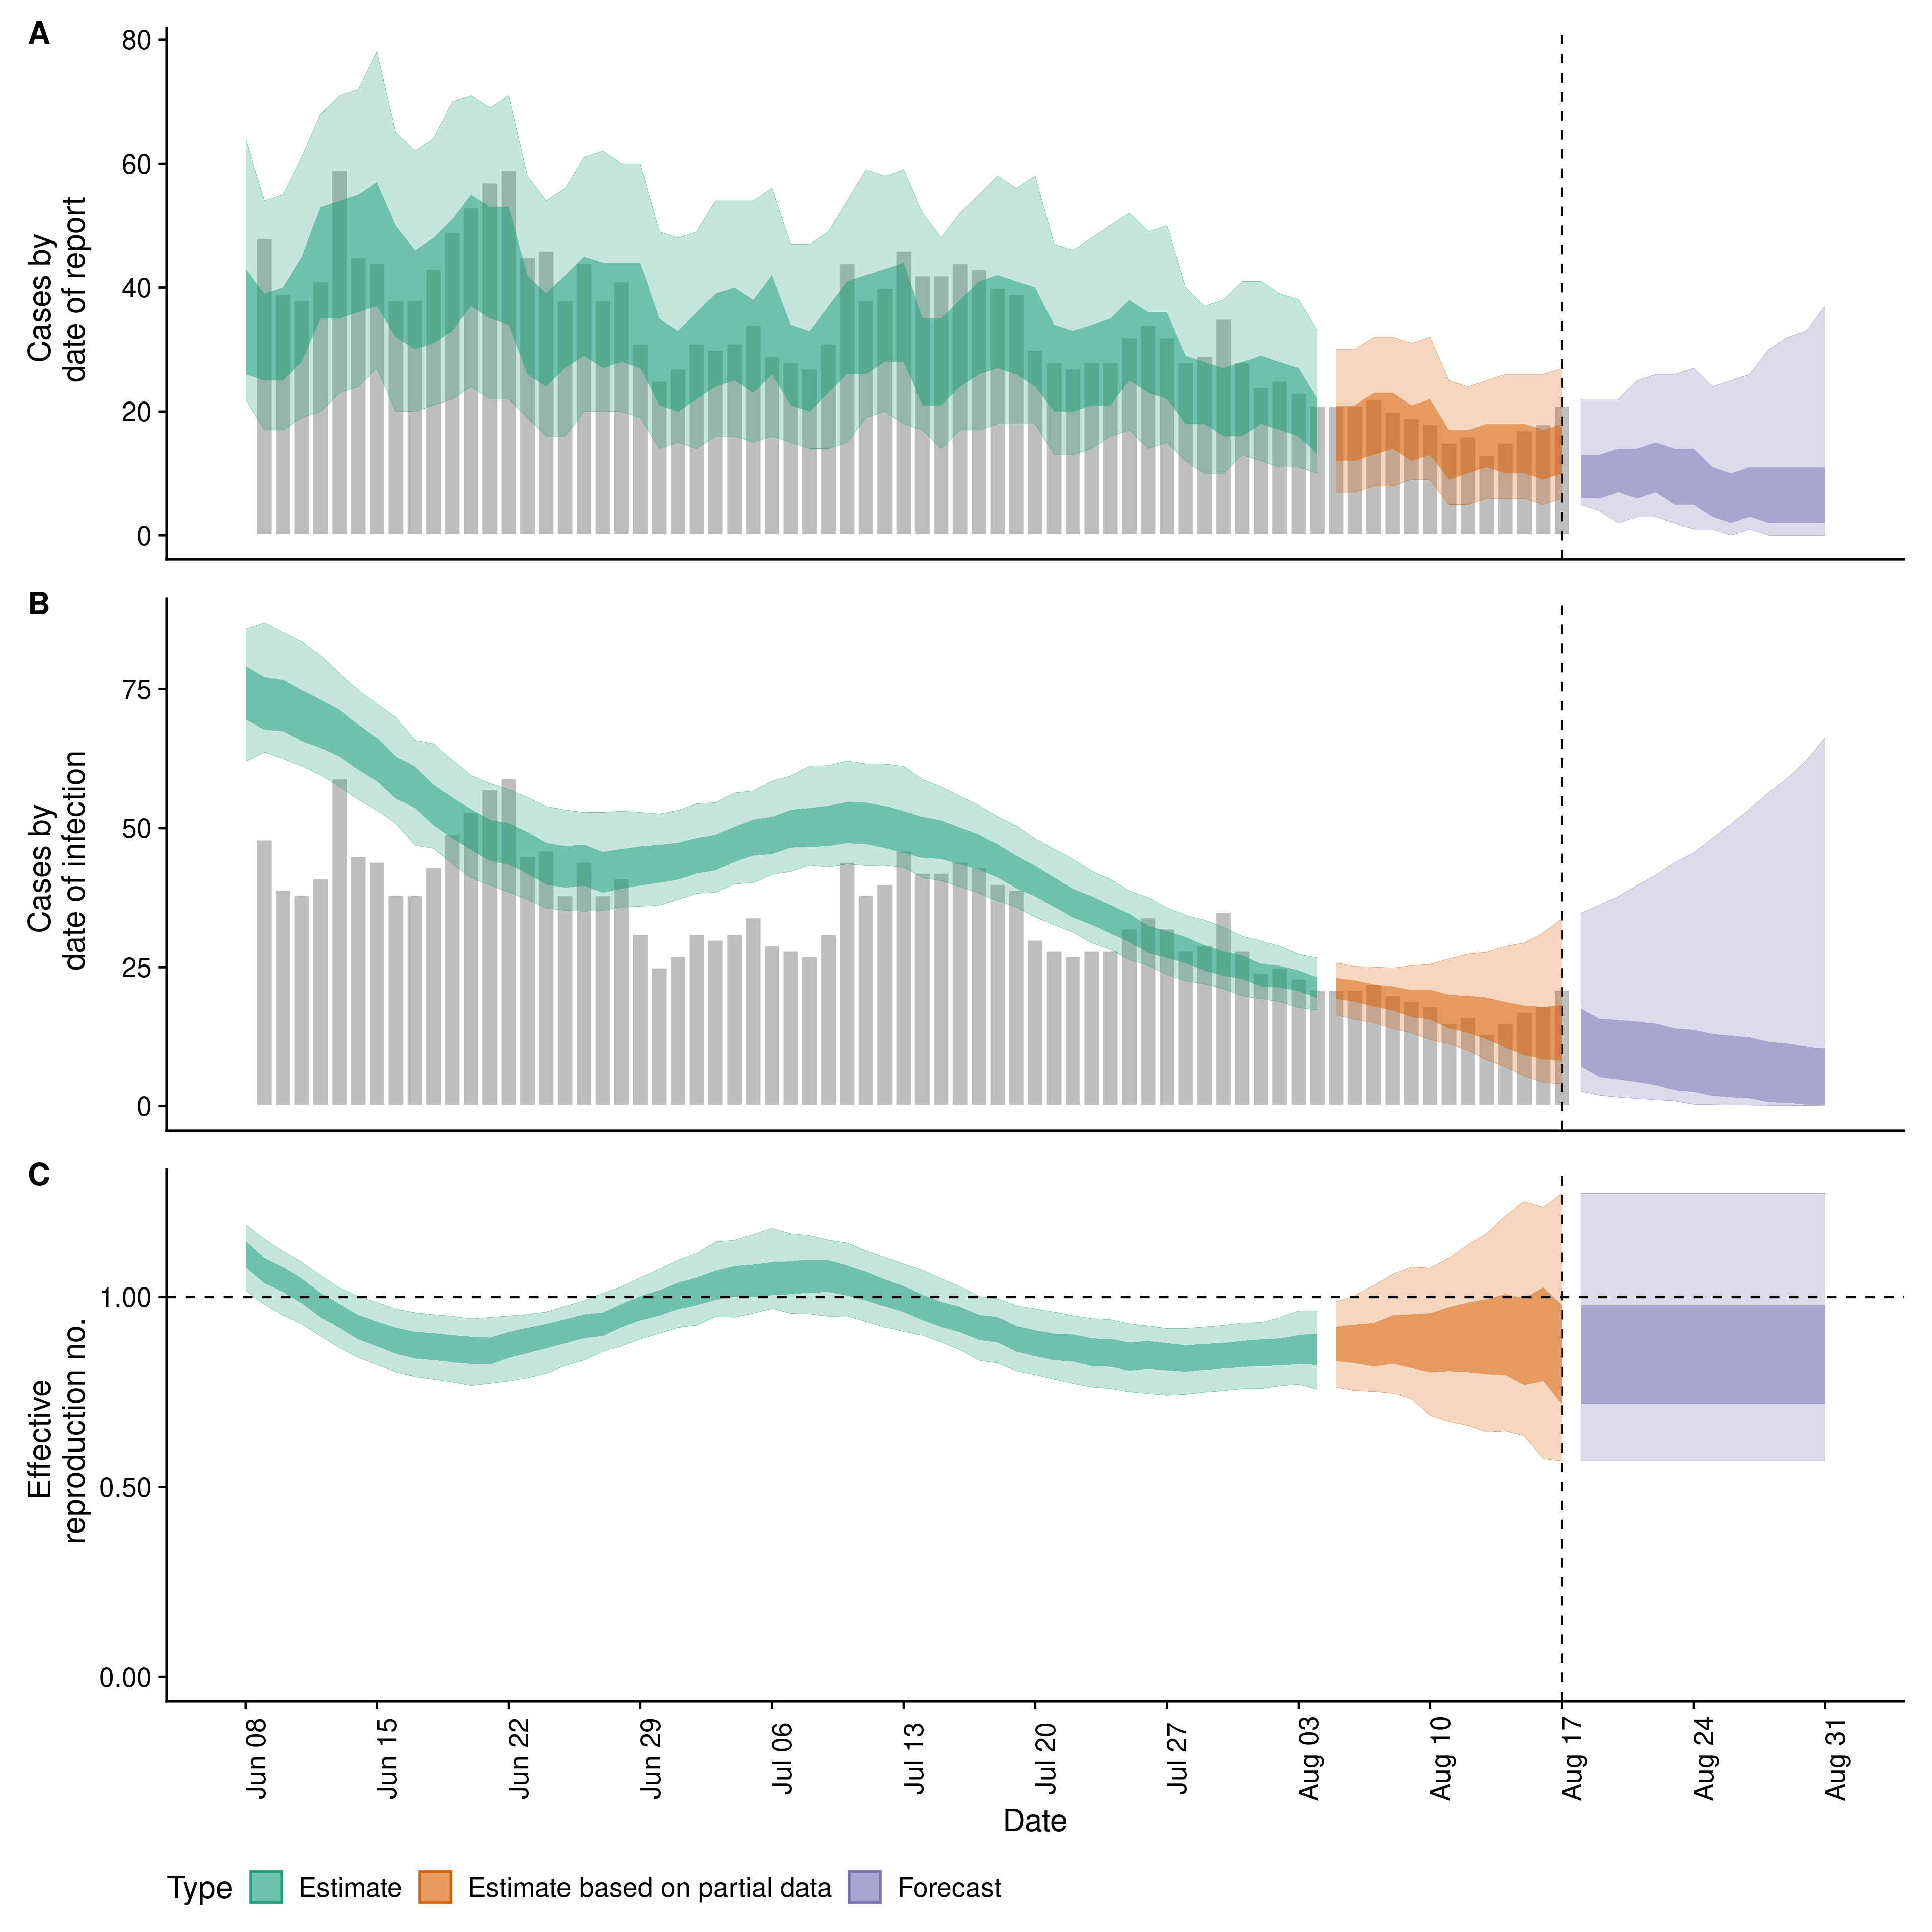 A
80
60
40
20
0
Cases by
date of report
B
75
50
25
0
Cases by
date of infection
C
1.00
0.50
0.00
Effective
reproduction no.
Jun 08
Jun 15
Jun 22
Jun 29
Jul 06
Jul 13
Jul 20
Jul 27
Aug 03
Aug 10
Aug 17
Aug 24
Aug 31
Date
Type Estimate Estimate based on partial data Forecast